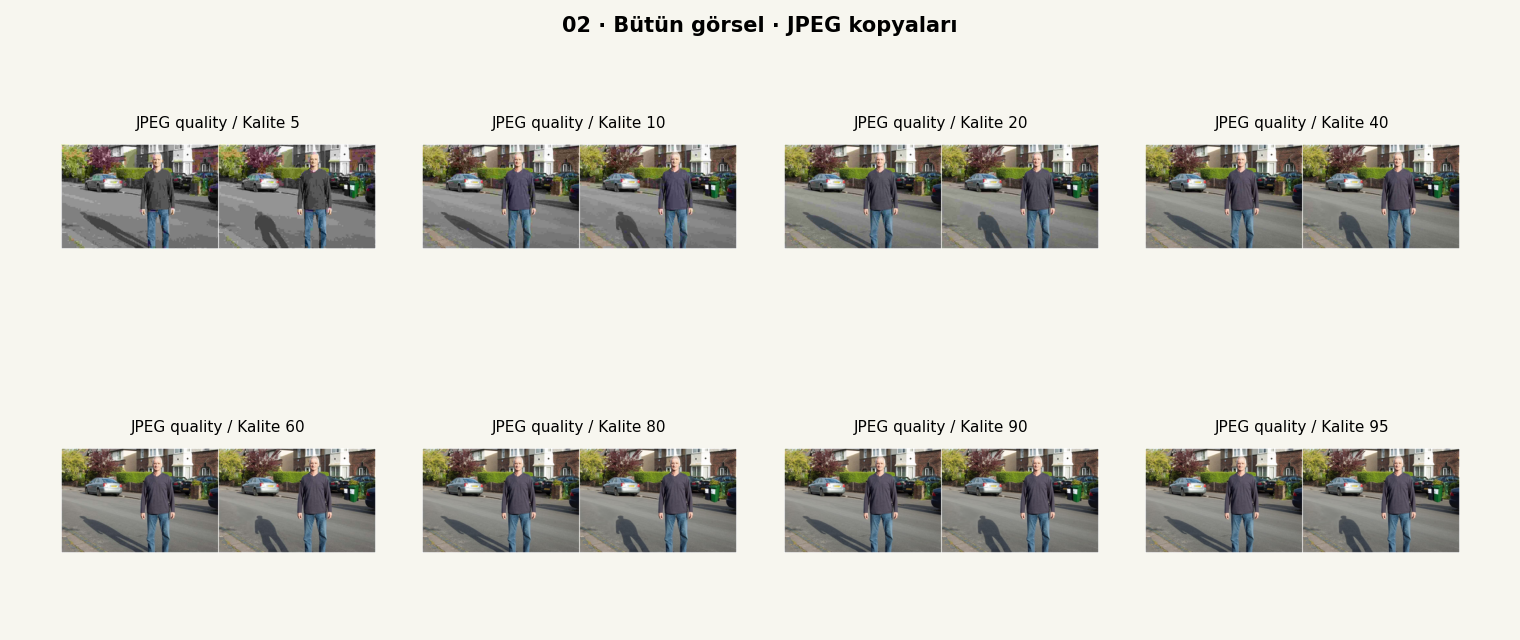 02 · Bütün görsel · JPEG kopyaları
JPEG quality / Kalite 5
JPEG quality / Kalite 10
JPEG quality / Kalite 20
JPEG quality / Kalite 40
JPEG quality / Kalite 60
JPEG quality / Kalite 80
JPEG quality / Kalite 90
JPEG quality / Kalite 95